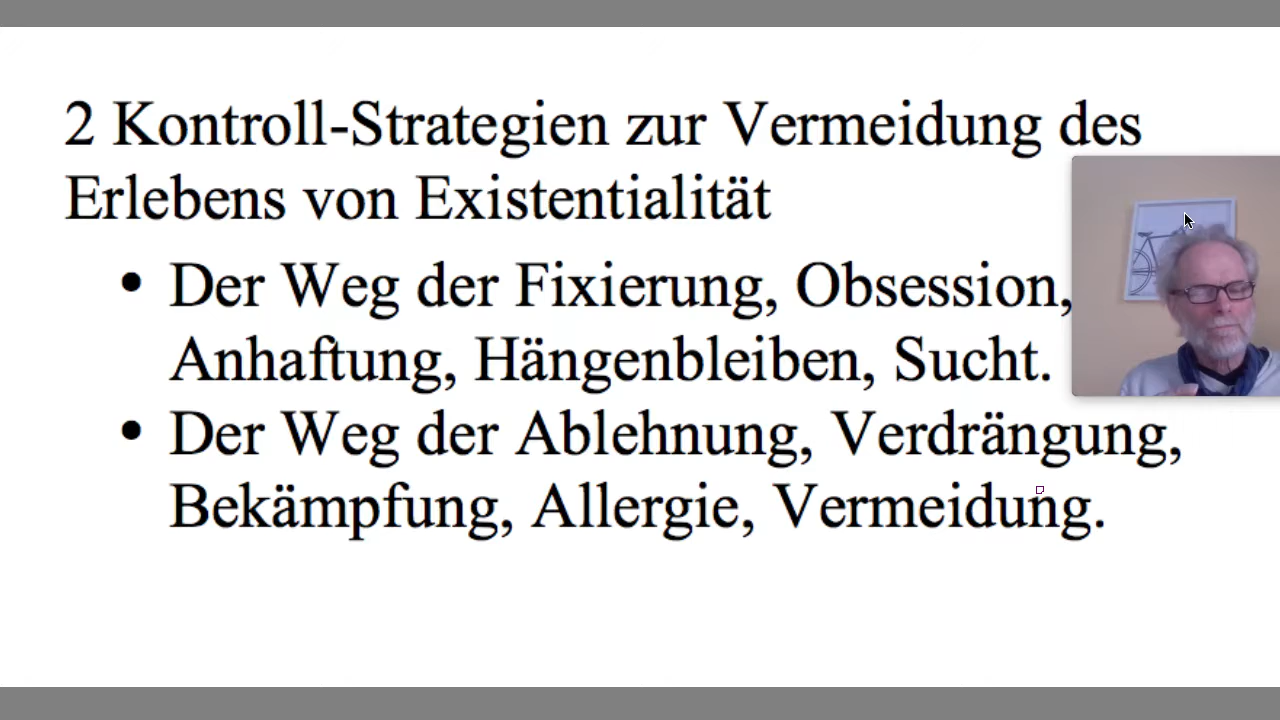 2 Kontroll-Strategien zur Vermeidung des
Erlebens von Existentialität
• Der Weg der Fixierung, Obsession,
Anhaftung, Hängenbleiben, Sucht.
• Der Weg der Ablehnung, Verdrängung,
Bekämpfung, Allergie, Vermeidung.